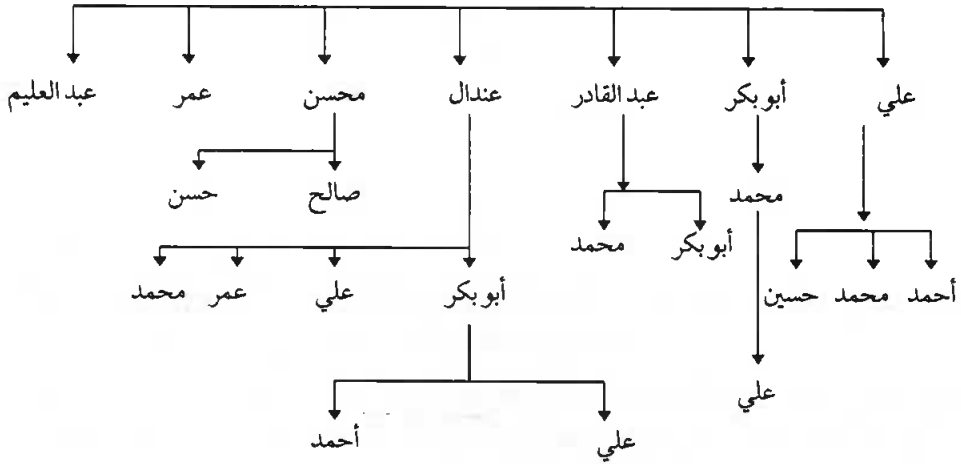 علي أبو بكر عبد القادر عندال محسن عمر عبد العليم
محمد صالح حسن
أبو بكر محمد
أحمد محمد حسين أبو بكر علي عمر محمد
علي
علي أحمد